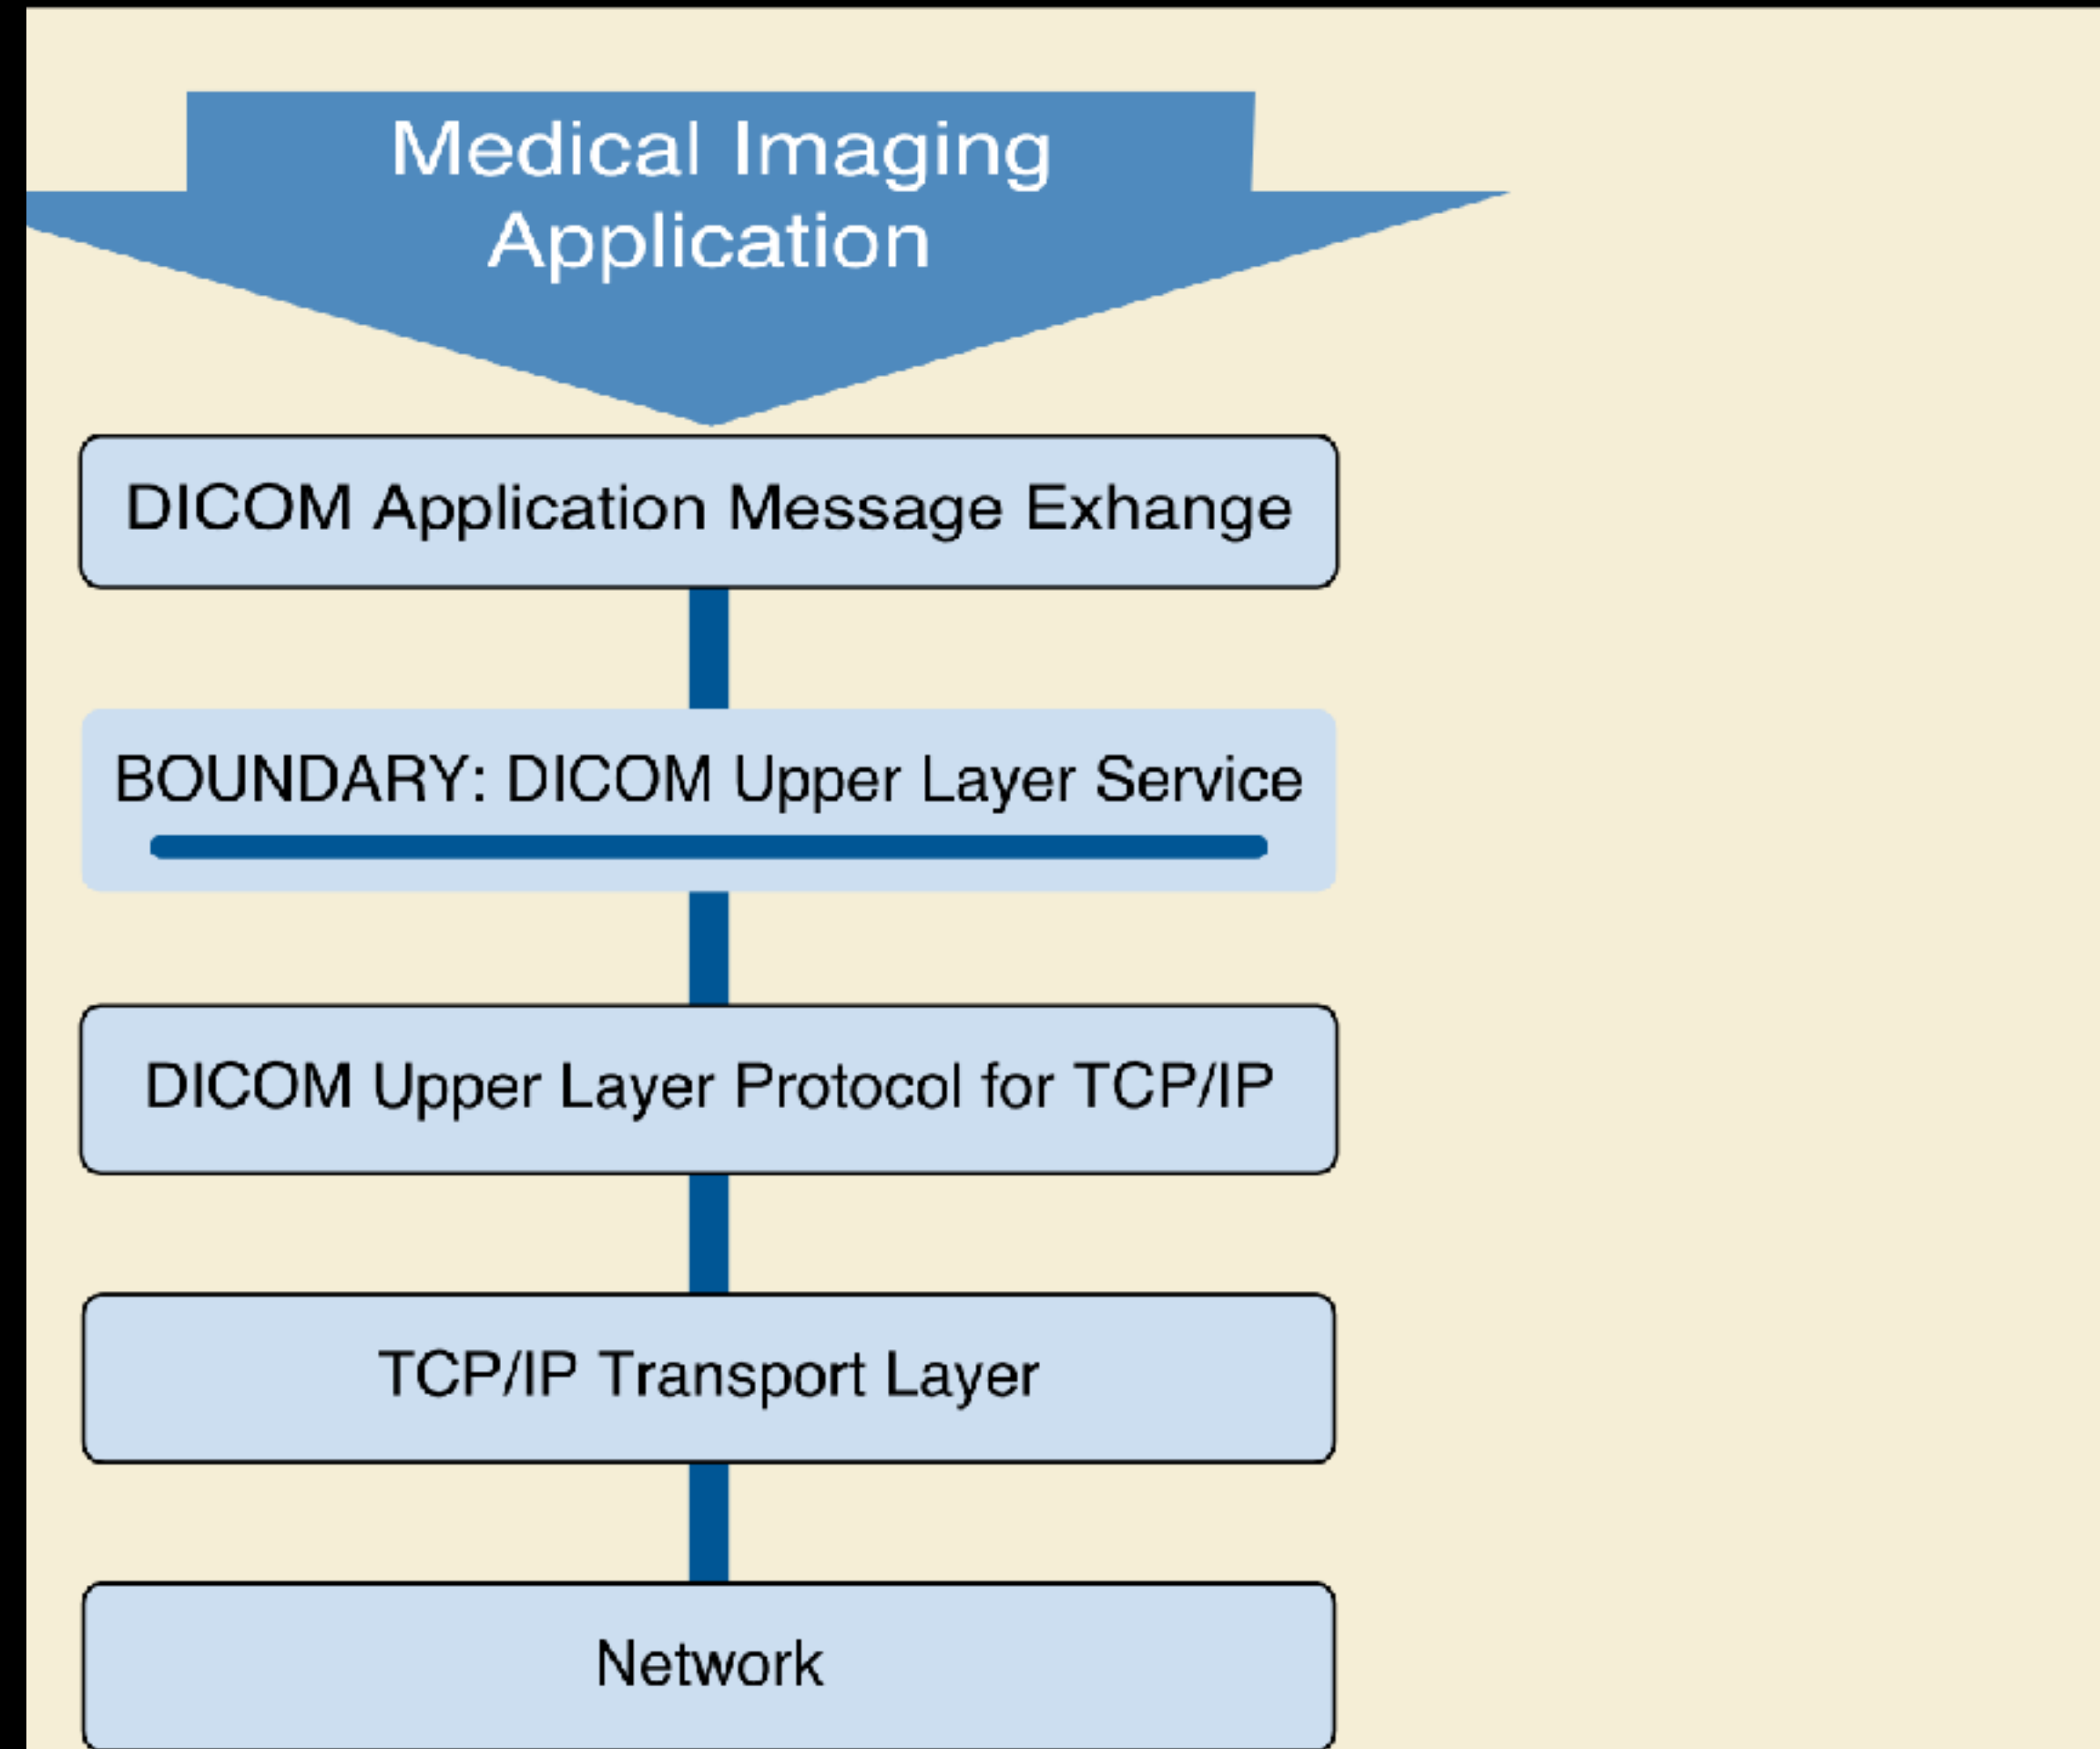 Medical Imaging
Application
DICOM Application Message Exhange
BOUNDARY: DICOM Upper Layer Service
DICOM Upper Layer Protocol for TCP/IP
TCP/IP Transport Layer
Network